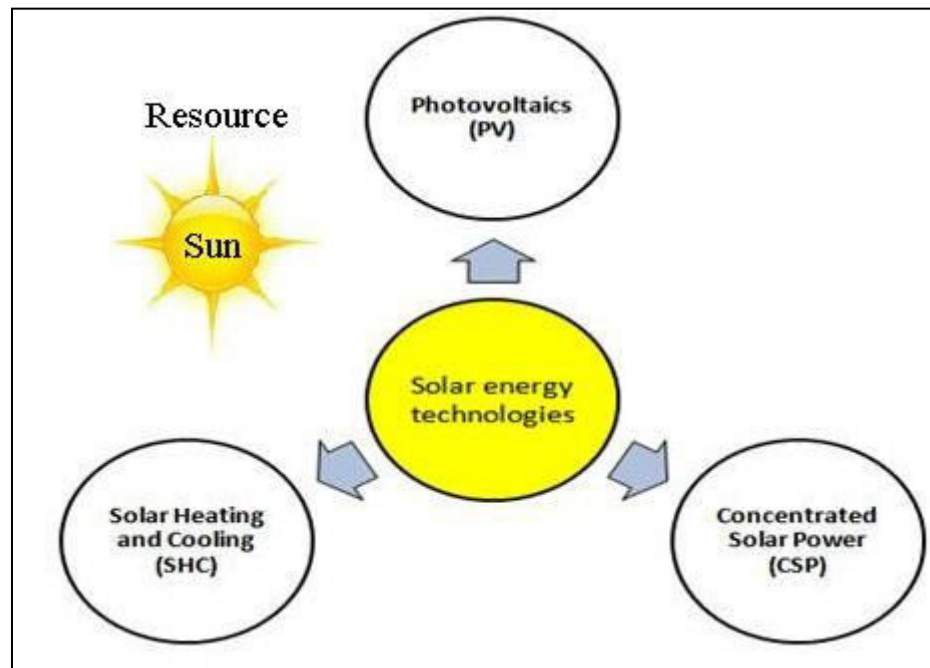 Photovoltaics
(PV)
Resource
Sun
Solar energy
technologies
Solar Heating
and Cooling
(SHC)
Concentrated
Solar Power
(CSP)